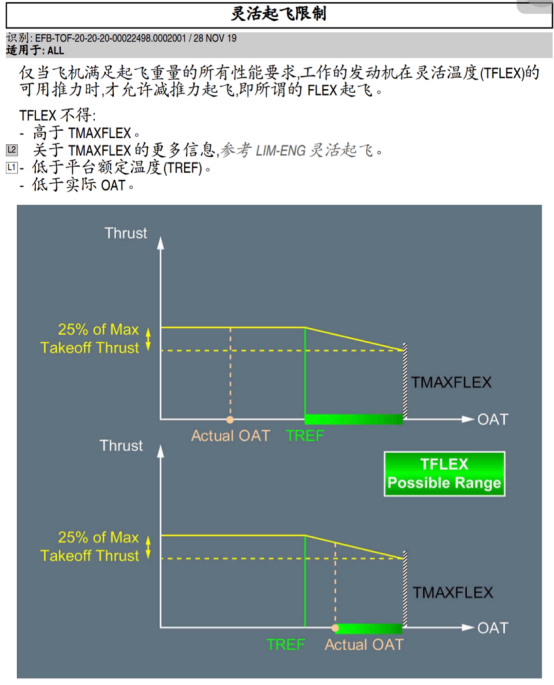 灵活起飞限制
识别: EFB-TOF-20-20-20-00022498.0002001 / 28 NOV 19
适用于: ALL
仅当飞机满足起飞重量的所有性能要求,工作的发动机在灵活温度(TFLEX)的
可用推力时,才允许减推力起飞,即所谓的 FLEX 起飞。
TFLEX 不得:
- 高于 TMAXFLEX。
L2 关于 TMAXFLEX 的更多信息,参考 LIM-ENG 灵活起飞。
L1 - 低于平台额定温度(TREF)。
- 低于实际 OAT。
Thrust
25% of Max
Takeoff Thrust
TMAXFLEX
OAT
Actual OAT TREF
Thrust
TFLEX
Possible Range
25% of Max
Takeoff Thrust
TMAXFLEX
OAT
TREF Actual OAT